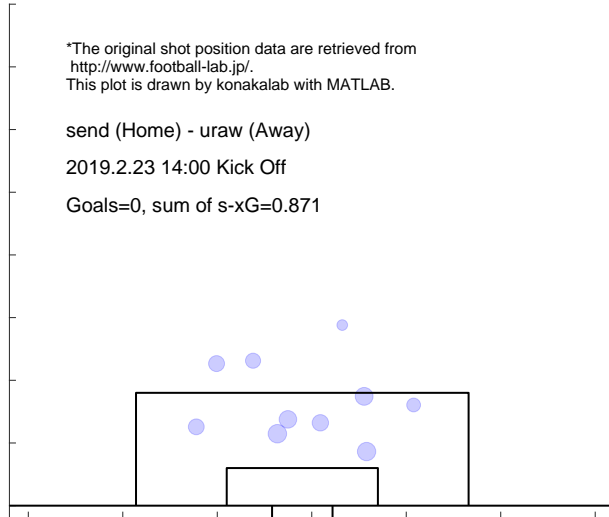 *The original shot position data are retrieved from
http://www.football-lab.jp/.
This plot is drawn by konakalab with MATLAB.
send (Home) - uraw (Away)
2019.2.23 14:00 Kick Off
Goals=0, sum of s-xG=0.871